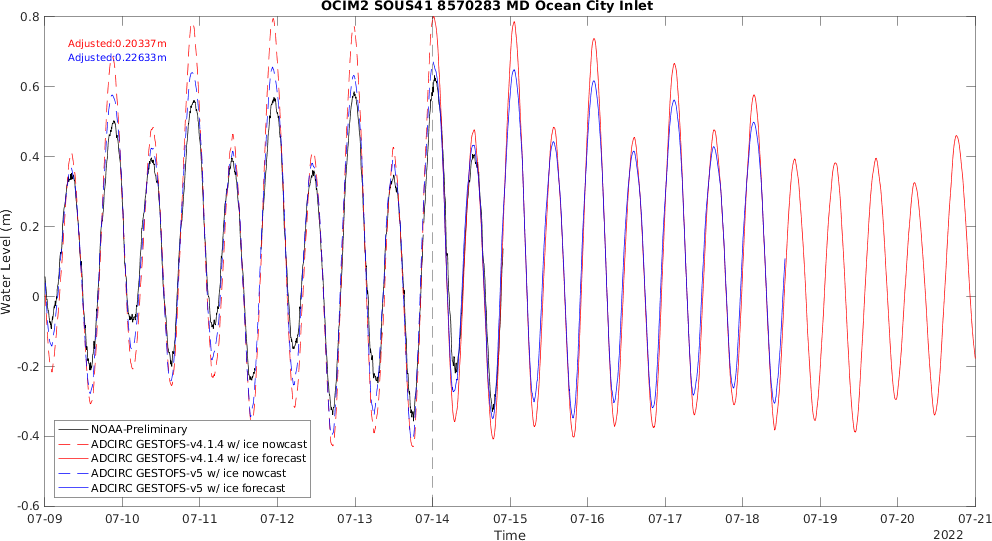 OCIM2 SOUS41 8570283 MD Ocean City Inlet
Adjusted:0.20337m
Adjusted:0.22633m
Water Level (m)
0.8
0.6
0.4
0.2
0
-0.2
-0.4
-0.6
NOAA-Preliminary
ADCIRC GESTOFS-v4.1.4 w/ ice nowcast
ADCIRC GESTOFS-v4.1.4 w/ ice forecast
ADCIRC GESTOFS-v5 w/ ice nowcast
ADCIRC GESTOFS-v5 w/ ice forecast
07-09 07-10 07-11 07-12 07-13 07-14 07-15 07-16 07-17 07-18 07-19 07-20 07-21
Time
2022